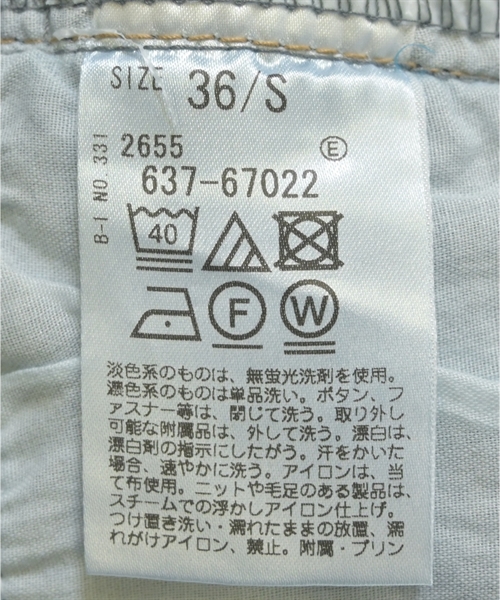 SIZE 36/S
B-1 NO.331
2655 E
637-67022
40
F W
淡色系のものは、無蛍光洗剤を使用。
濃色系のものは単品洗い。ボタン、フ
ァスナー等は、閉じて洗う。取り外し
可能な附属品は、外して洗う。漂白は、
漂白剤の指示にしたがう。汗をかいた
場合、速やかに洗う。アイロンは、当
て布使用。ニットや毛足のある製品は、
スチームでの浮かしアイロン仕上げ。
つけ置き洗い・濡れたままの放置、濡
れがけアイロン、禁止。附属・プリン